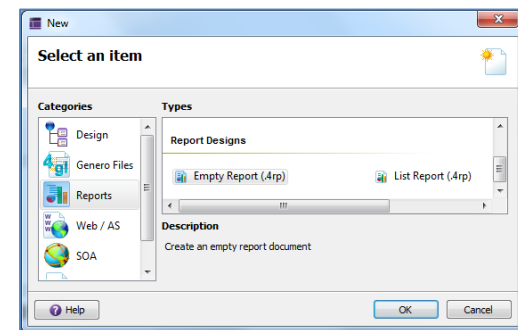 New
Select an item
Categories
Types
Design
Genero Files
Reports
Web / AS
SOA
Report Designs
Empty Report (.4rp)
List Report (.4rp)
Description
Create an empty report document
Help
OK
Cancel